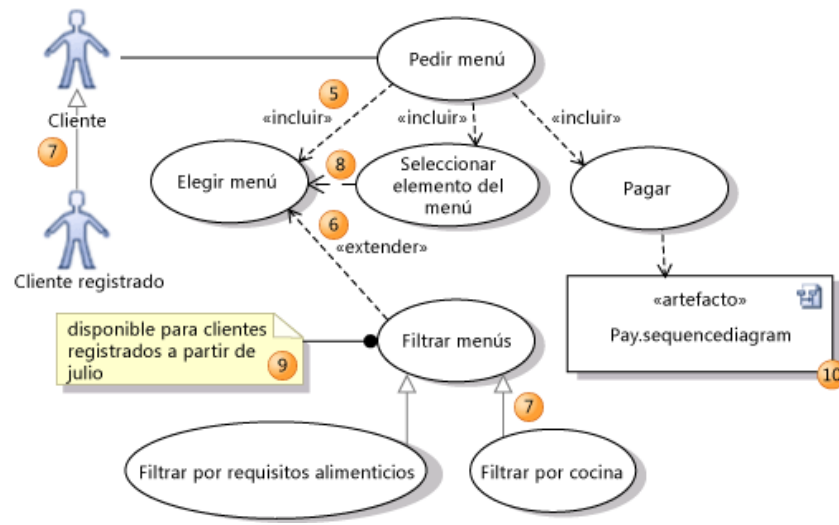 Pedir menú
5
«incluir»
«incluir»
«incluir»
Cliente
7
8
Elegir menú
Seleccionar
elemento del
menú
Pagar
6
«extender»
Cliente registrado
«artefacto»
Pay.sequencediagram
10
disponible para clientes
registrados a partir de
julio
9
Filtrar menús
7
Filtrar por requisitos alimenticios
Filtrar por cocina